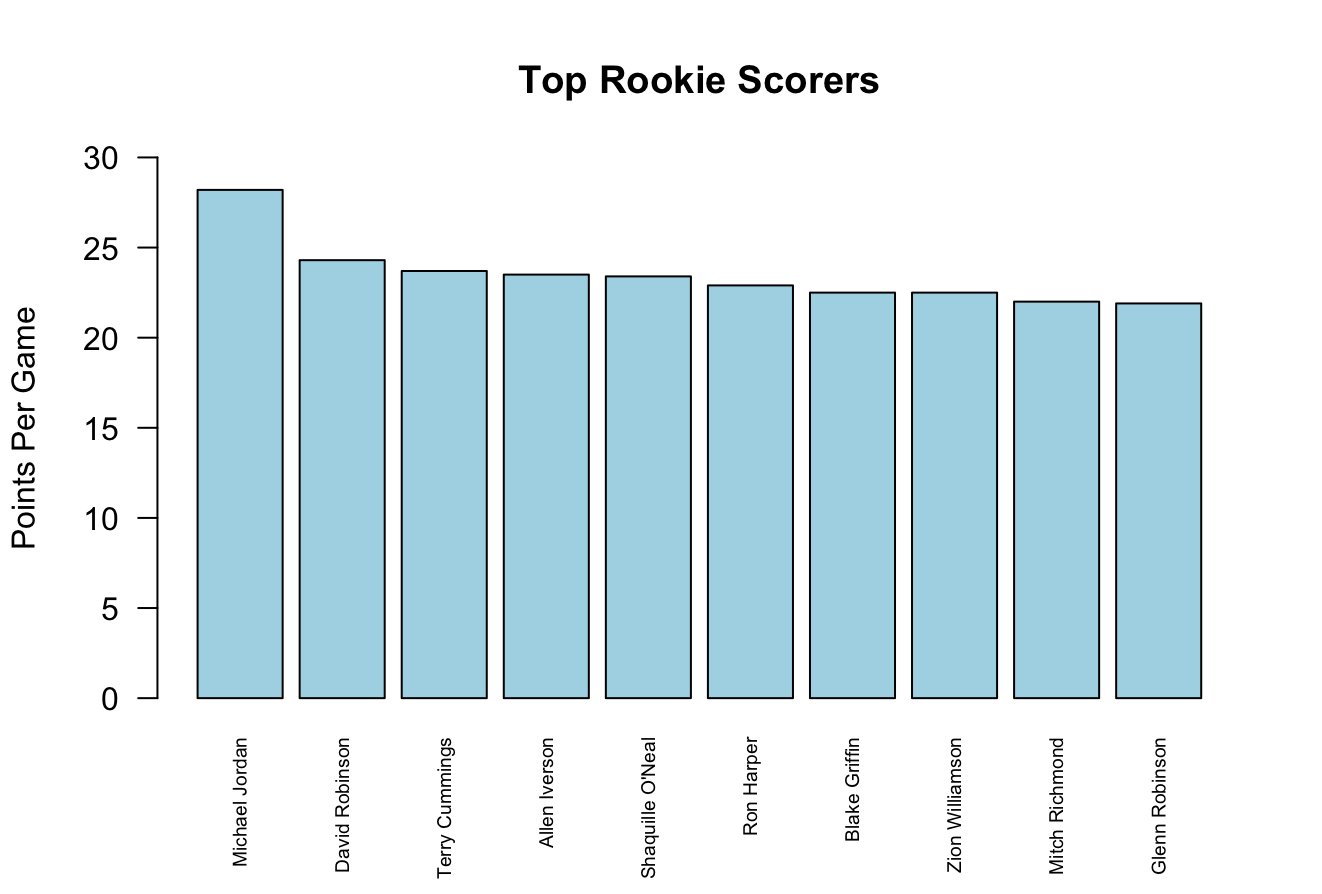 Top Rookie Scorers
Points Per Game
30
25
20
15
10
5
0
Michael Jordan
David Robinson
Terry Cummings
Allen Iverson
Shaquille O'Neal
Ron Harper
Blake Griffin
Zion Williamson
Mitch Richmond
Glenn Robinson